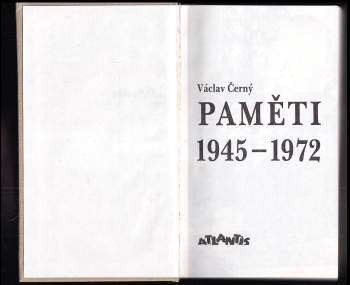 Václav Černý
PAMĚTI
1945 – 1972
ATLANTIS